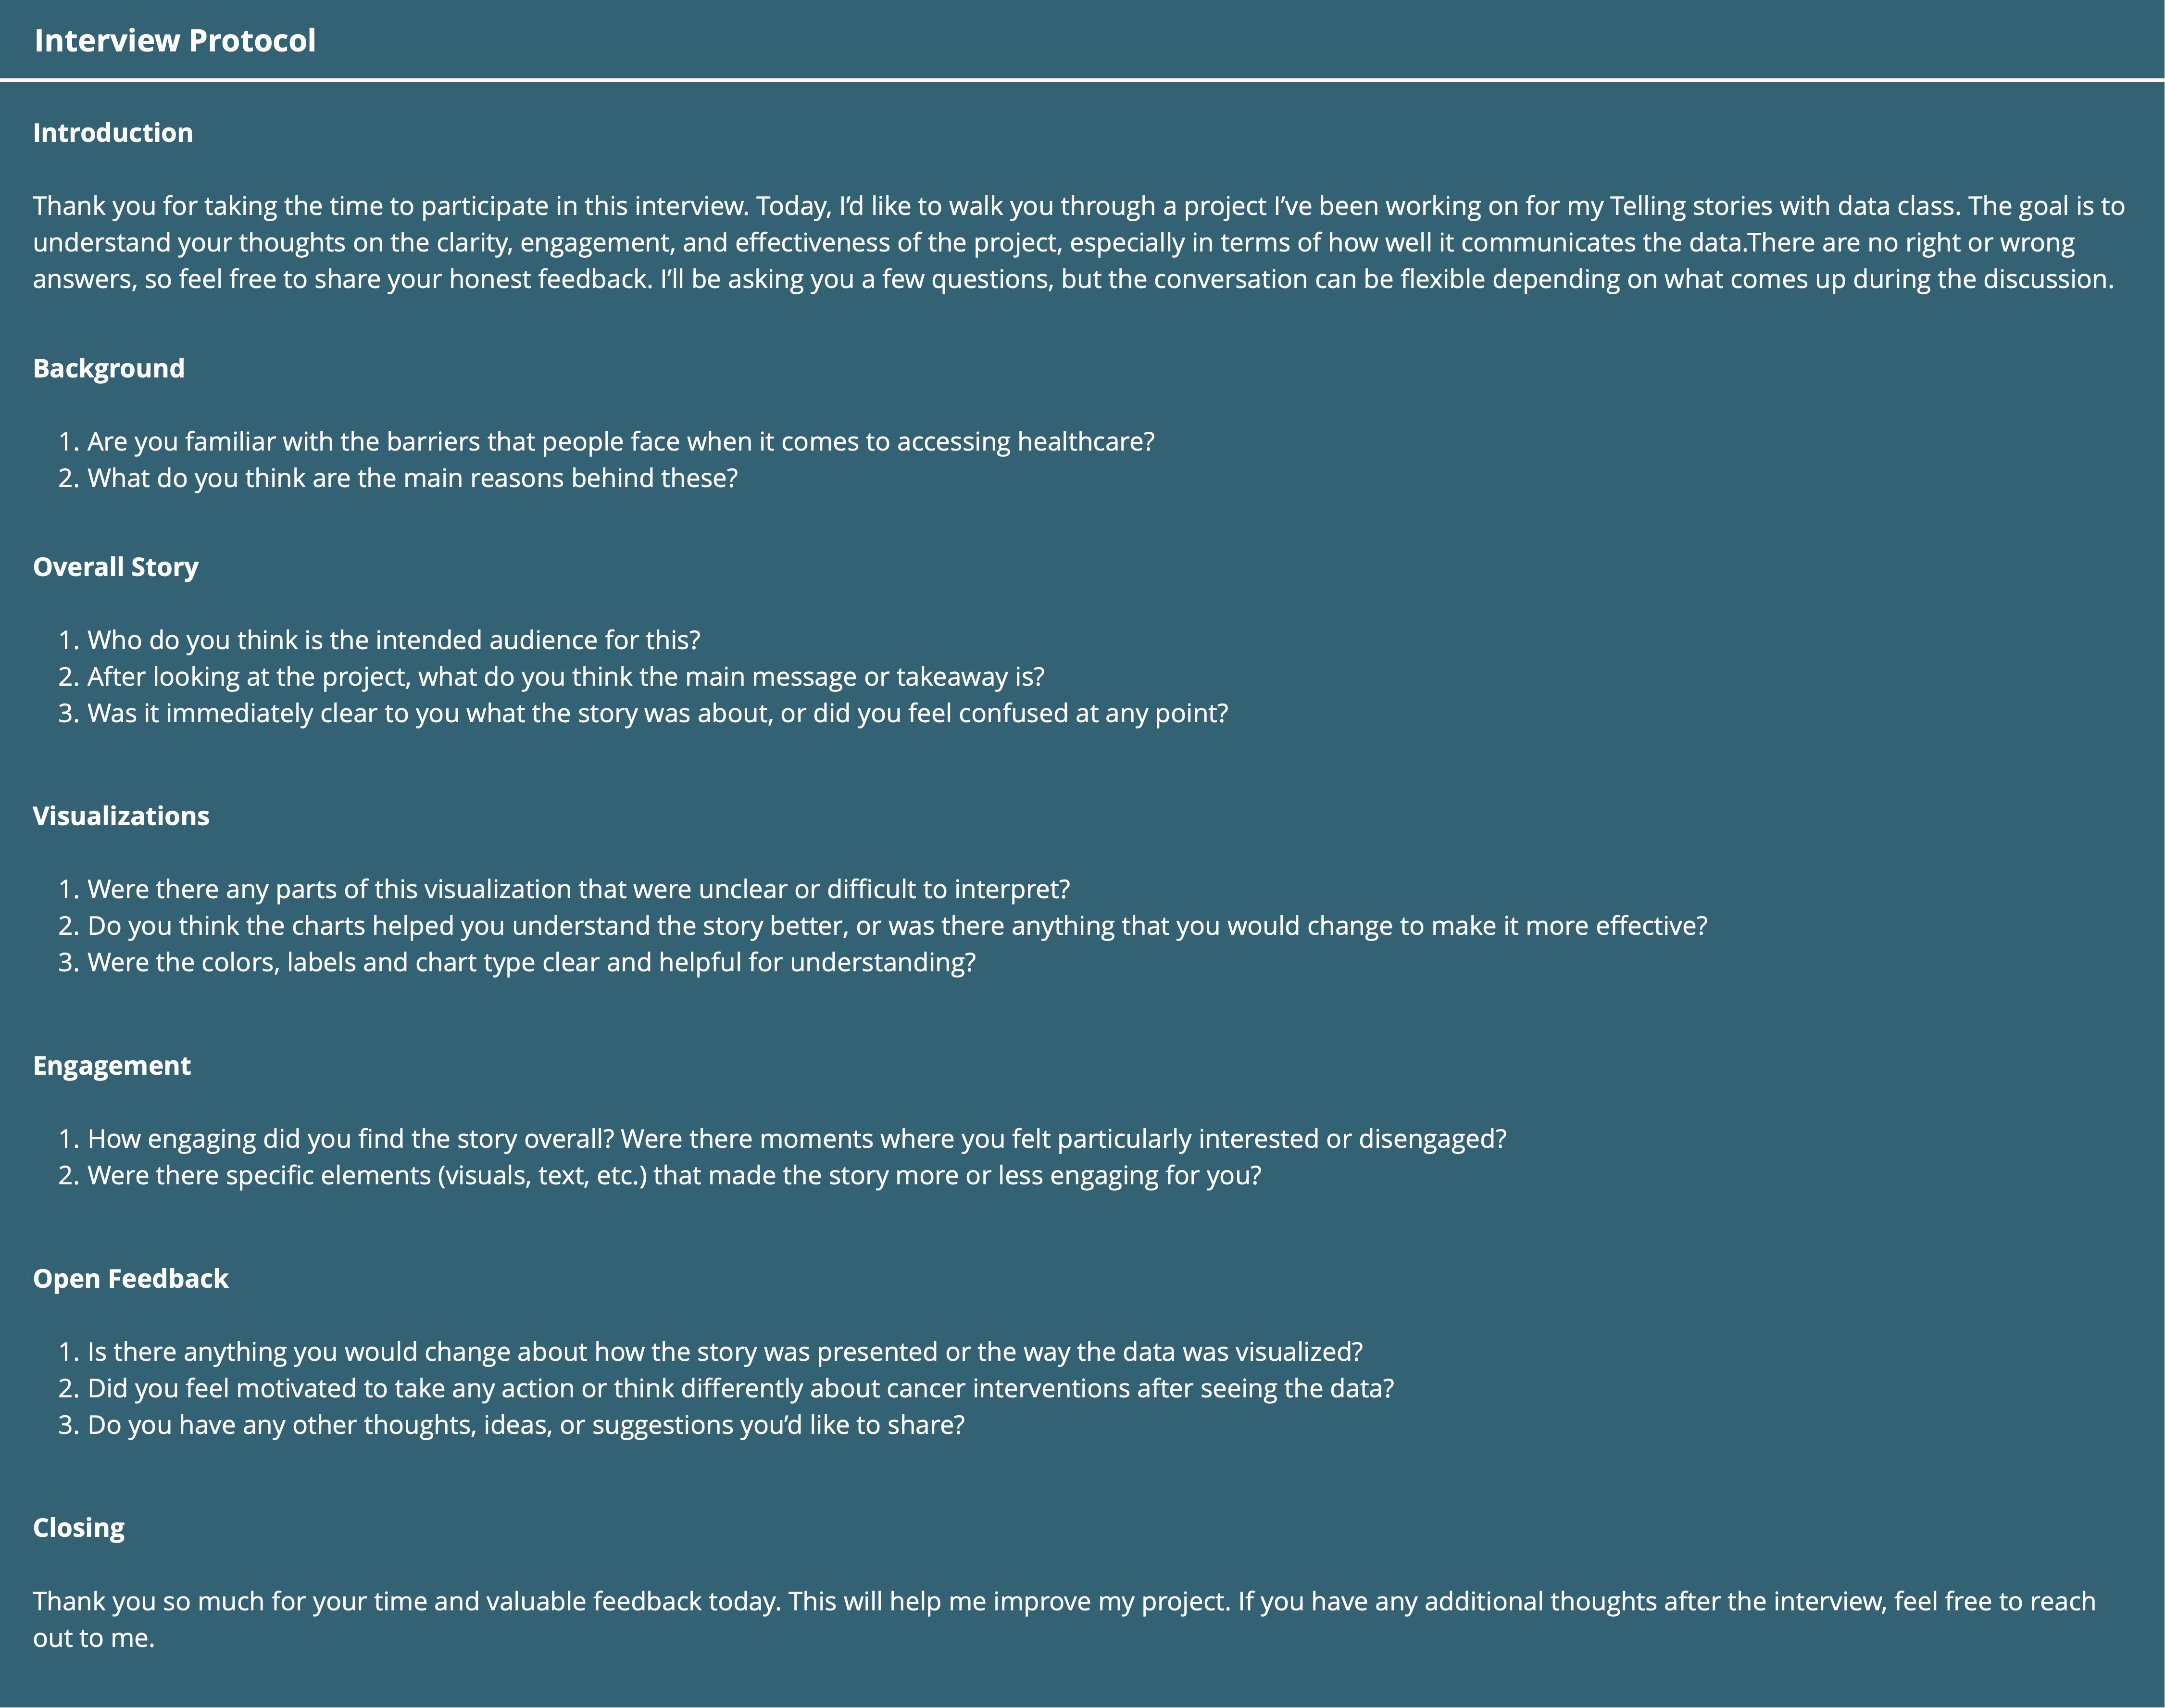 Interview Protocol
Introduction
Thank you for taking the time to participate in this interview. Today, I’d like to walk you through a project I’ve been working on for my Telling stories with data class. The goal is to
understand your thoughts on the clarity, engagement, and effectiveness of the project, especially in terms of how well it communicates the data.There are no right or wrong
answers, so feel free to share your honest feedback. I’ll be asking you a few questions, but the conversation can be flexible depending on what comes up during the discussion.
Background
1. Are you familiar with the barriers that people face when it comes to accessing healthcare?
2. What do you think are the main reasons behind these?
Overall Story
1. Who do you think is the intended audience for this?
2. After looking at the project, what do you think the main message or takeaway is?
3. Was it immediately clear to you what the story was about, or did you feel confused at any point?
Visualizations
1. Were there any parts of this visualization that were unclear or difficult to interpret?
2. Do you think the charts helped you understand the story better, or was there anything that you would change to make it more effective?
3. Were the colors, labels and chart type clear and helpful for understanding?
Engagement
1. How engaging did you find the story overall? Were there moments where you felt particularly interested or disengaged?
2. Were there specific elements (visuals, text, etc.) that made the story more or less engaging for you?
Open Feedback
1. Is there anything you would change about how the story was presented or the way the data was visualized?
2. Did you feel motivated to take any action or think differently about cancer interventions after seeing the data?
3. Do you have any other thoughts, ideas, or suggestions you’d like to share?
Closing
Thank you so much for your time and valuable feedback today. This will help me improve my project. If you have any additional thoughts after the interview, feel free to reach
out to me.